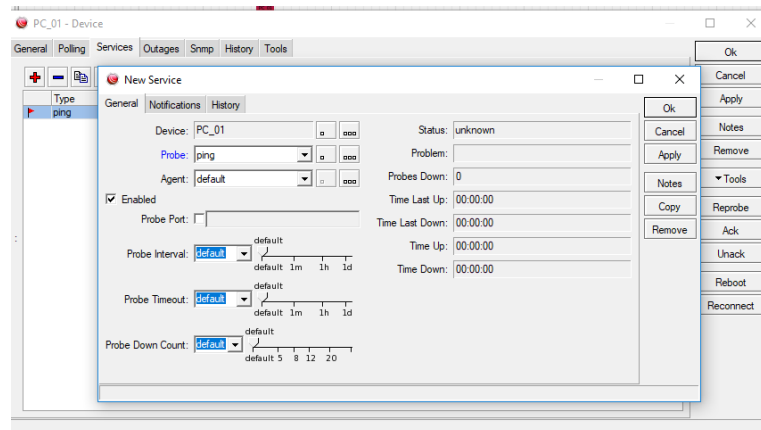 PC_01 - Device
General Polling Services Outages Snmp History Tools
Type
ping
Ok
Cancel
Apply
Notes
Remove
Tools
Reprobe
Ack
Unack
Reboot
Reconnect
New Service
General Notifications History
Device: PC_01
Probe: ping
Agent: default
Enabled
Probe Port:
default
Probe Interval: default
default 1m 1h 1d
default
Probe Timeout: default
default 1m 1h 1d
default
Probe Down Count: default
default 5 8 12 20
Status: unknown
Problem:
Probes Down: 0
Time Last Up: 00:00:00
Time Last Down: 00:00:00
Time Up: 00:00:00
Time Down: 00:00:00
Ok
Cancel
Apply
Notes
Copy
Remove